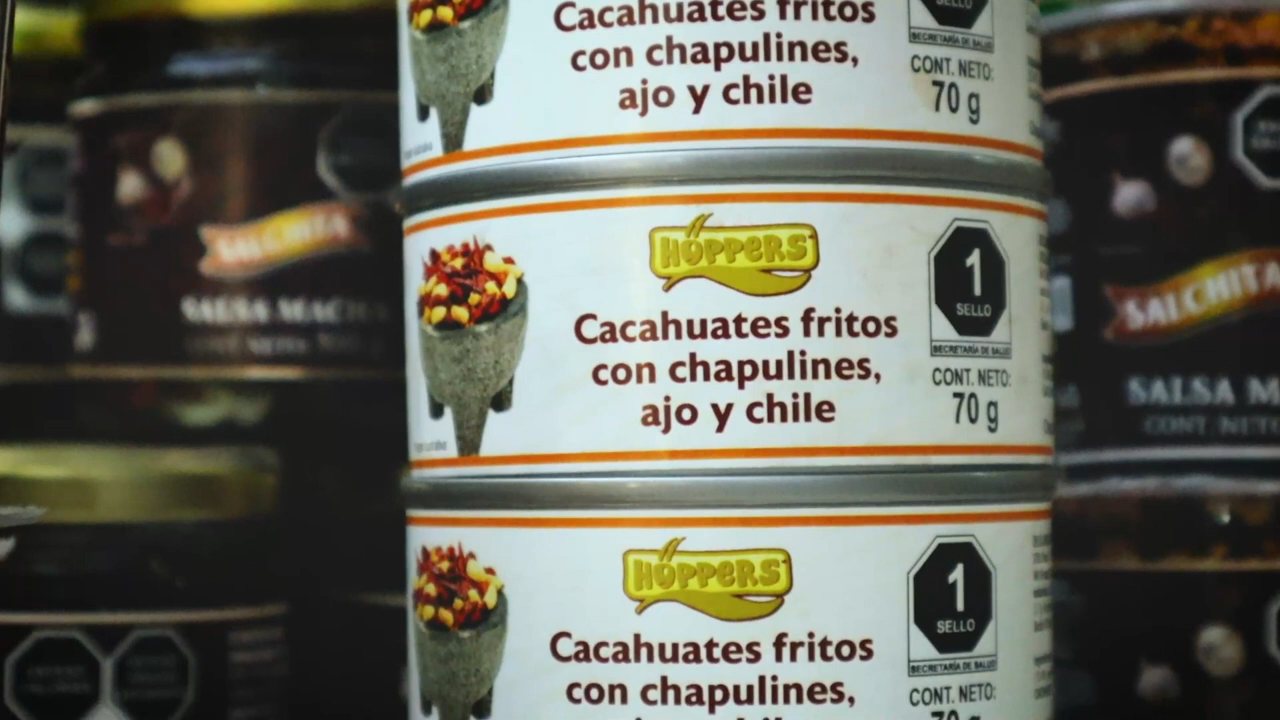 Cacahuates fritos
con chapulines,
ajo y chile
SELLO
SECRETARÍA DE SALUD
CONT. NETO:
70 g
HOPPERS
Cacahuates fritos
con chapulines,
ajo y chile
1
SELLO
SECRETARÍA DE SALUD
CONT. NETO:
70 g
HOPPERS
Cacahuates fritos
con chapulines,
1
SELLO
SECRETARÍA DE SALUD
CONT. NETO:
70 g
SALCHITA
SALSA MACHA
SALCHITA
SALSA M
CONT. NETO